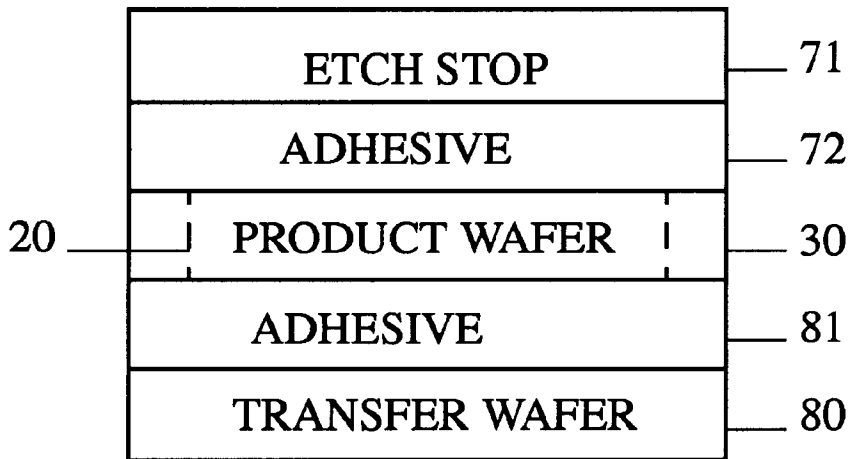 ETCH STOP 71
ADHESIVE 72
20 PRODUCT WAFER 30
ADHESIVE 81
TRANSFER WAFER 80